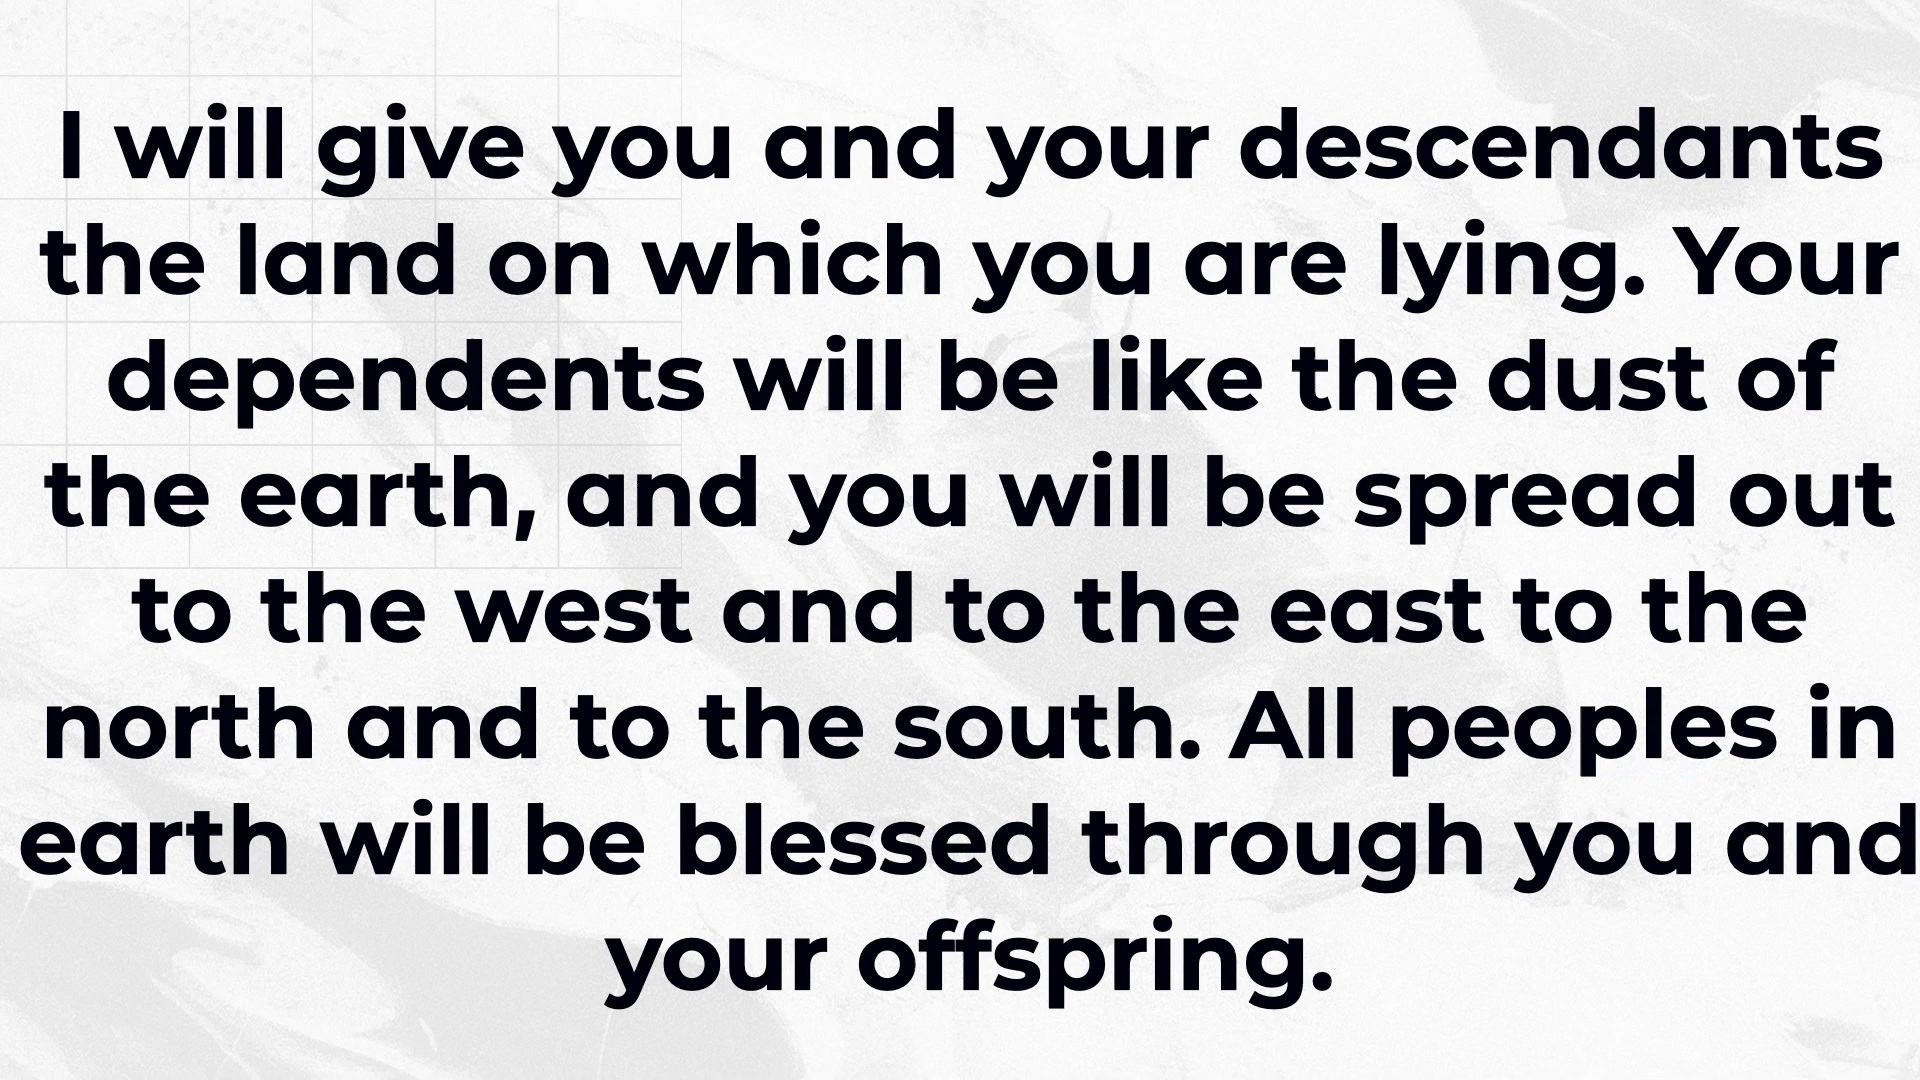 I will give you and your descendants
the land on which you are lying. Your
dependents will be like the dust of
the earth, and you will be spread out
to the west and to the east to the
north and to the south. All peoples in
earth will be blessed through you and
your offspring.